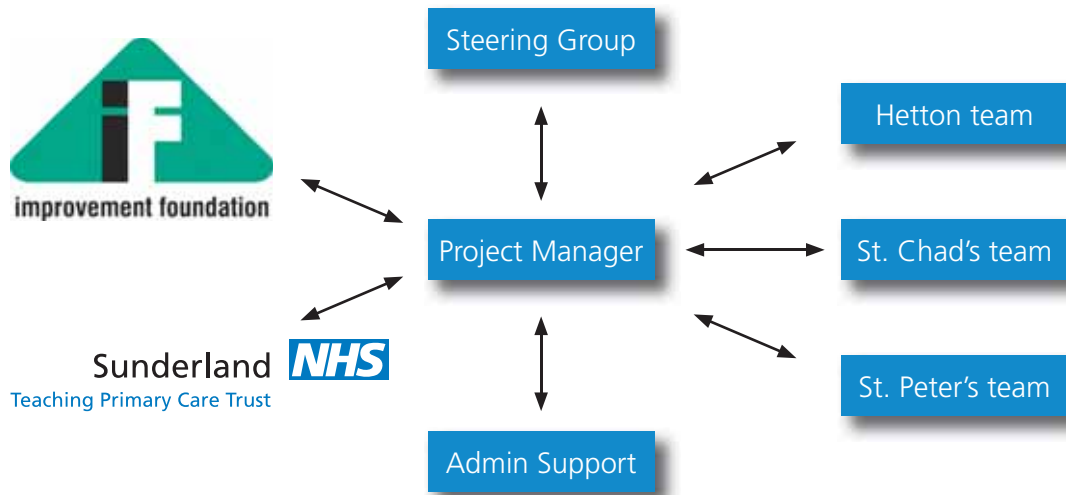 Steering Group
iF
improvement foundation
Hetton team
Project Manager
St. Chad's team
Sunderland NHS
Teaching Primary Care Trust
St. Peter's team
Admin Support